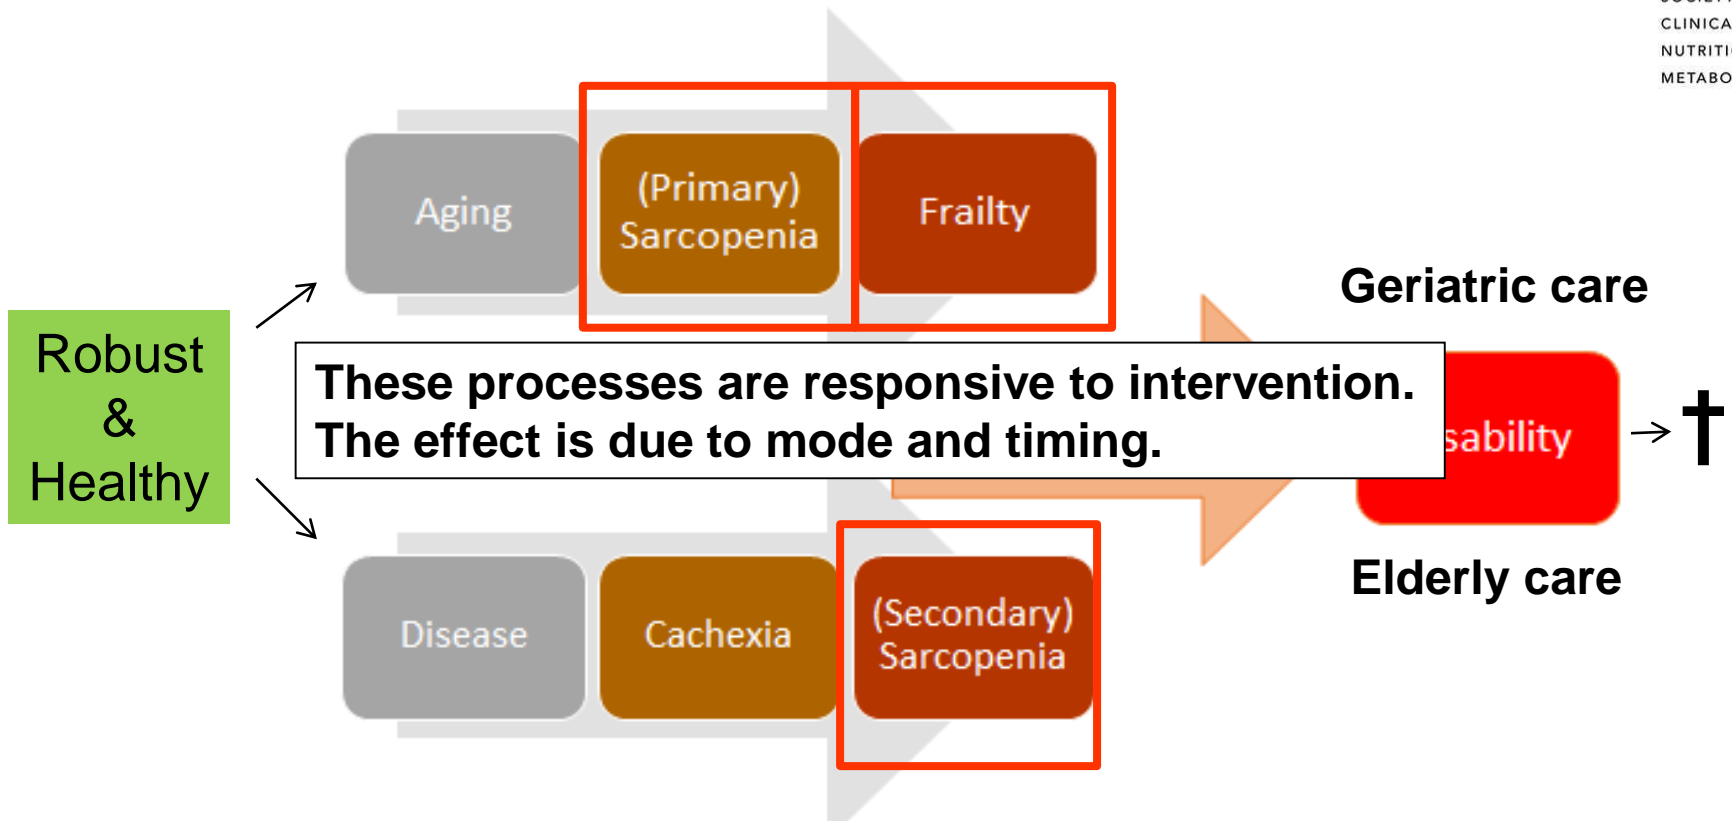 CLINICA
NUTRITI
METABO
Aging
(Primary)
Sarcopenia
Frailty
Geriatric care
Robust
&
Healthy
These processes are responsive to intervention.
The effect is due to mode and timing.
sability
Elderly care
Disease
Cachexia
(Secondary)
Sarcopenia